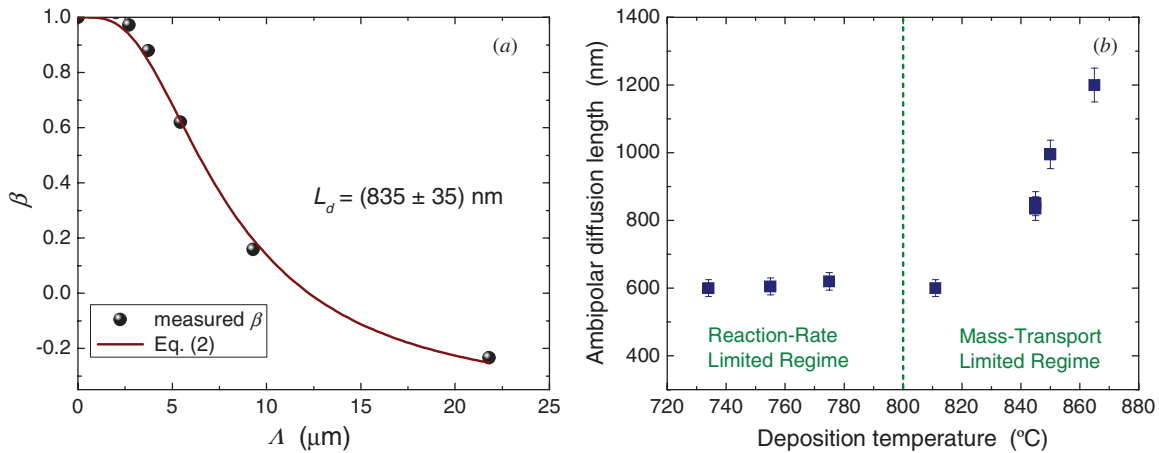 1.0
0.8
0.6
0.4
0.2
0.0
-0.2
β
(a)
L_d = (835 ± 35) nm
measured β
Eq. (2)
0 5 10 15 20 25
Λ (μm)
1400
1200
1000
800
600
400
Ambipolar diffusion length (nm)
(b)
Reaction-Rate
Limited Regime
Mass-Transport
Limited Regime
720 740 760 780 800 820 840 860 880
Deposition temperature (ºC)